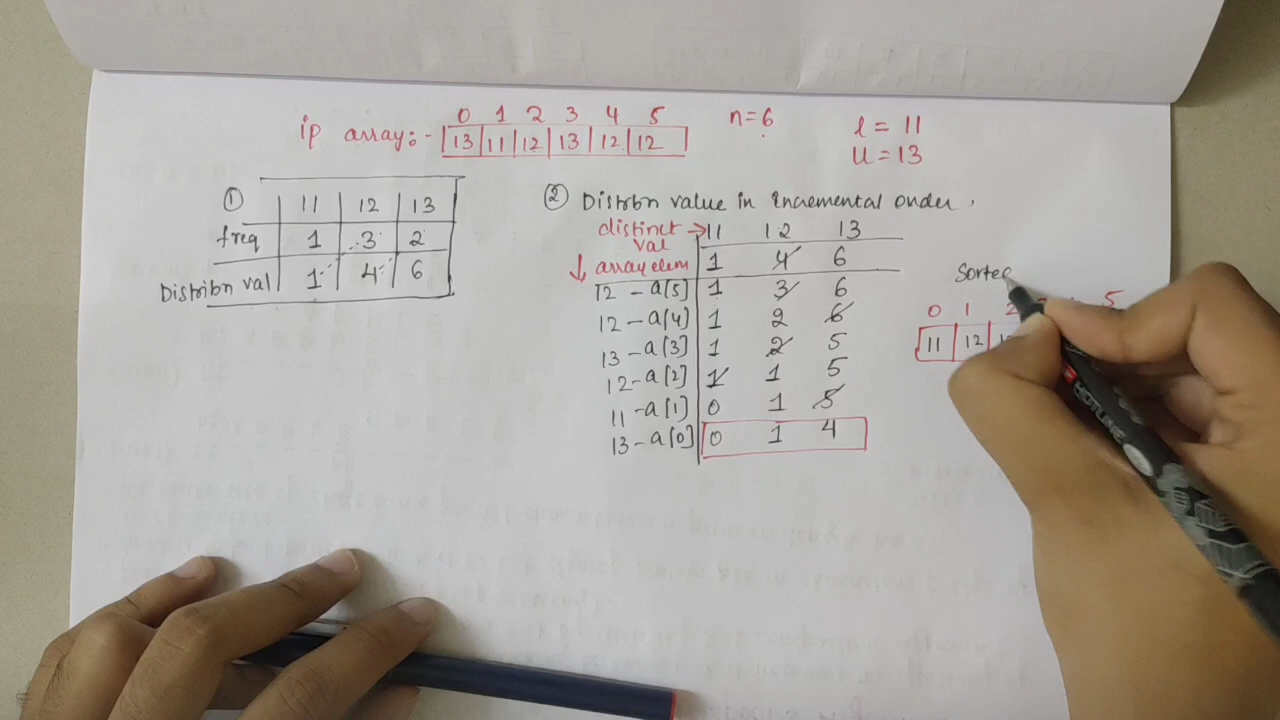 0 1 2 3 4 5
ip array:- 13 11 12 13 12 12
n=6
l = 11
u = 13
① 11 12 13
freq 1 3 2
Distribn val 1 4 6
② Distribn value in incremental order,
distinct val → 11 12 13
↓ array elem 1 4 6
12 - a[5] 1 3 6
12 - a[4] 1 2 6
13 - a[3] 1 2 5
12 - a[2] 1 1 5
11 - a[1] 0 1 5
13 - a[0] 0 1 4
Sorte
0 1 2 5
11 12
HOTLINE